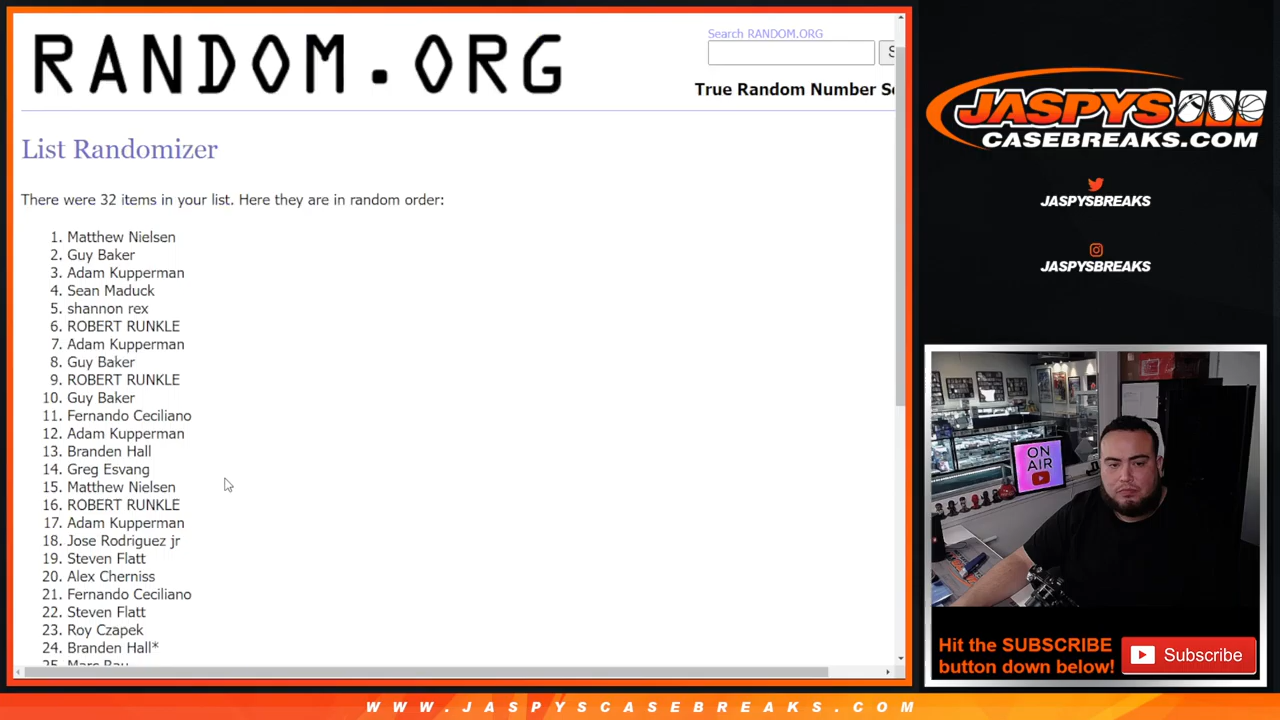 RANDOM.ORG
Search RANDOM.ORG
S
True Random Number Se
List Randomizer
There were 32 items in your list. Here they are in random order:
1. Matthew Nielsen
2. Guy Baker
3. Adam Kupperman
4. Sean Maduck
5. shannon rex
6. ROBERT RUNKLE
7. Adam Kupperman
8. Guy Baker
9. ROBERT RUNKLE
10. Guy Baker
11. Fernando Ceciliano
12. Adam Kupperman
13. Branden Hall
14. Greg Esvang
15. Matthew Nielsen
16. ROBERT RUNKLE
17. Adam Kupperman
18. Jose Rodriguez jr
19. Steven Flatt
20. Alex Cherniss
21. Fernando Ceciliano
22. Steven Flatt
23. Roy Czapek
24. Branden Hall*
JASPYS
CASEBREAKS.COM
JASPYSBREAKS
JASPYSBREAKS
ON
AIR
Hit the SUBSCRIBE
button down below!
Subscribe
WWW.JASPYSCASEBREAKS.COM